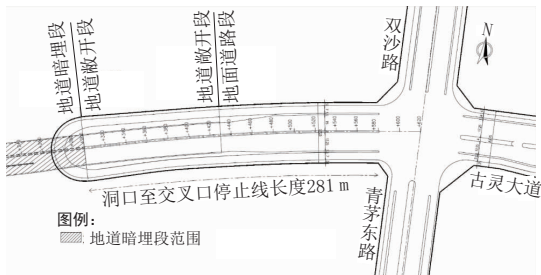 地道暗埋段
地道敞开段
地道敞开段
地面道路段
双沙路
N
洞口至交叉口停止线长度281 m
青茅东路
古灵大道
图例：
地道暗埋段范围